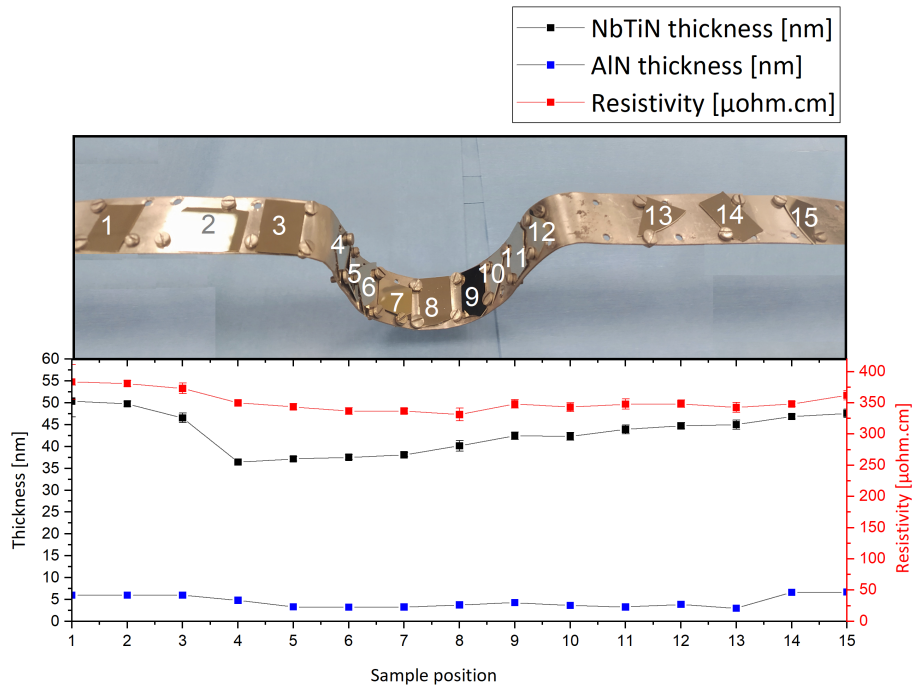 NbTiN thickness [nm]
AlN thickness [nm]
Resistivity [µohm.cm]
1 2 3 4 5 6 7 8 9 10 11 12 13 14 15
60
55
50
45
40
35
30
25
20
15
10
5
0
Thickness [nm]
400
350
300
250
200
150
100
50
0
Resistivity [µohm.cm]
1 2 3 4 5 6 7 8 9 10 11 12 13 14 15
Sample position